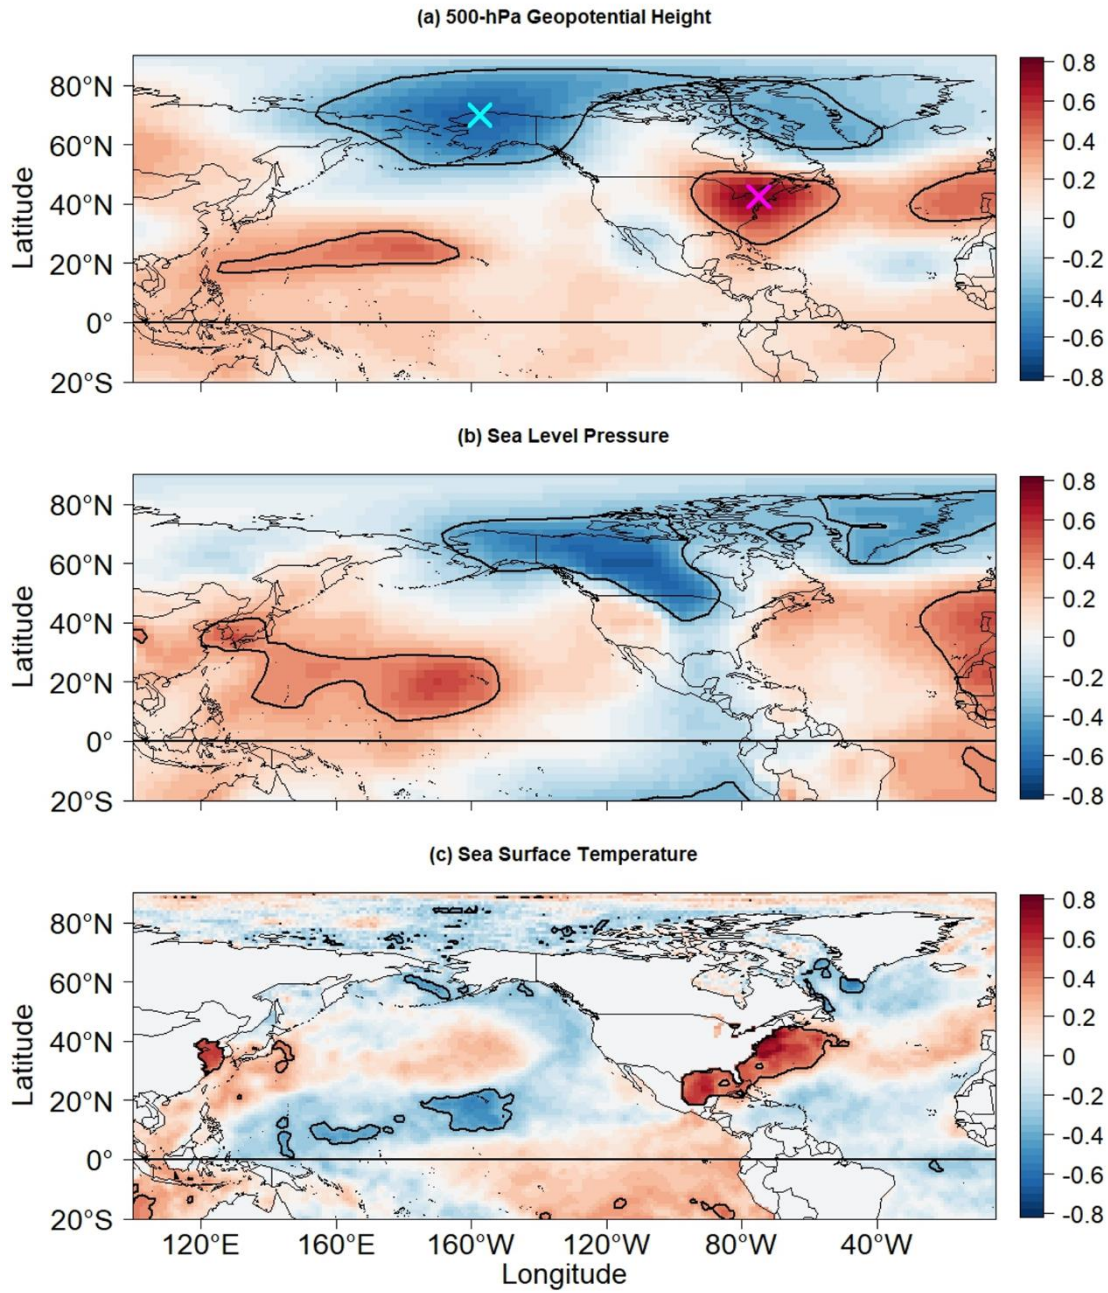 (a) 500-hPa Geopotential Height
Latitude
80°N
60°N
40°N
20°N
0°
20°S
0.8
0.6
0.4
0.2
0
-0.2
-0.4
-0.6
-0.8
(b) Sea Level Pressure
Latitude
80°N
60°N
40°N
20°N
0°
20°S
0.8
0.6
0.4
0.2
0
-0.2
-0.4
-0.6
-0.8
(c) Sea Surface Temperature
Latitude
80°N
60°N
40°N
20°N
0°
20°S
0.8
0.6
0.4
0.2
0
-0.2
-0.4
-0.6
-0.8
120°E 160°E 160°W 120°W 80°W 40°W
Longitude